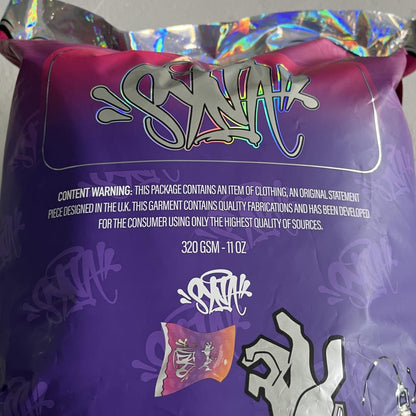 SYNA
CONTENT WARNING: THIS PACKAGE CONTAINS AN ITEM OF CLOTHING, AN ORIGINAL STATEMENT
PIECE DESIGNED IN THE U.K. THIS GARMENT CONTAINS QUALITY FABRICATIONS AND HAS BEEN DEVELOPED
FOR THE CONSUMER USING ONLY THE HIGHEST QUALITY OF SOURCES.
320 GSM - 11 OZ
SYNA
SYNA